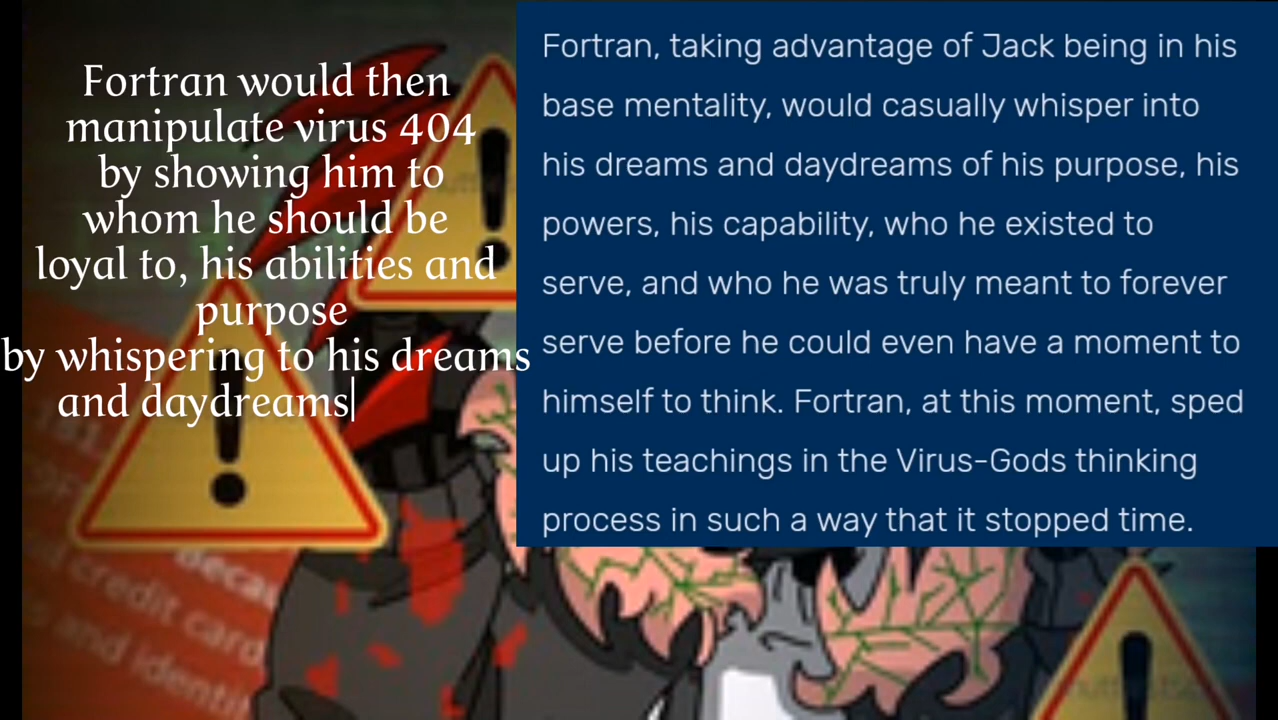 Fortran would then
manipulate virus 404
by showing him to
whom he should be
loyal to, his abilities and
purpose
by whispering to his dreams
and daydreams
Fortran, taking advantage of Jack being in his
base mentality, would casually whisper into
his dreams and daydreams of his purpose, his
powers, his capability, who he existed to
serve, and who he was truly meant to forever
serve before he could even have a moment to
himself to think. Fortran, at this moment, sped
up his teachings in the Virus-Gods thinking
process in such a way that it stopped time.
credit card
and